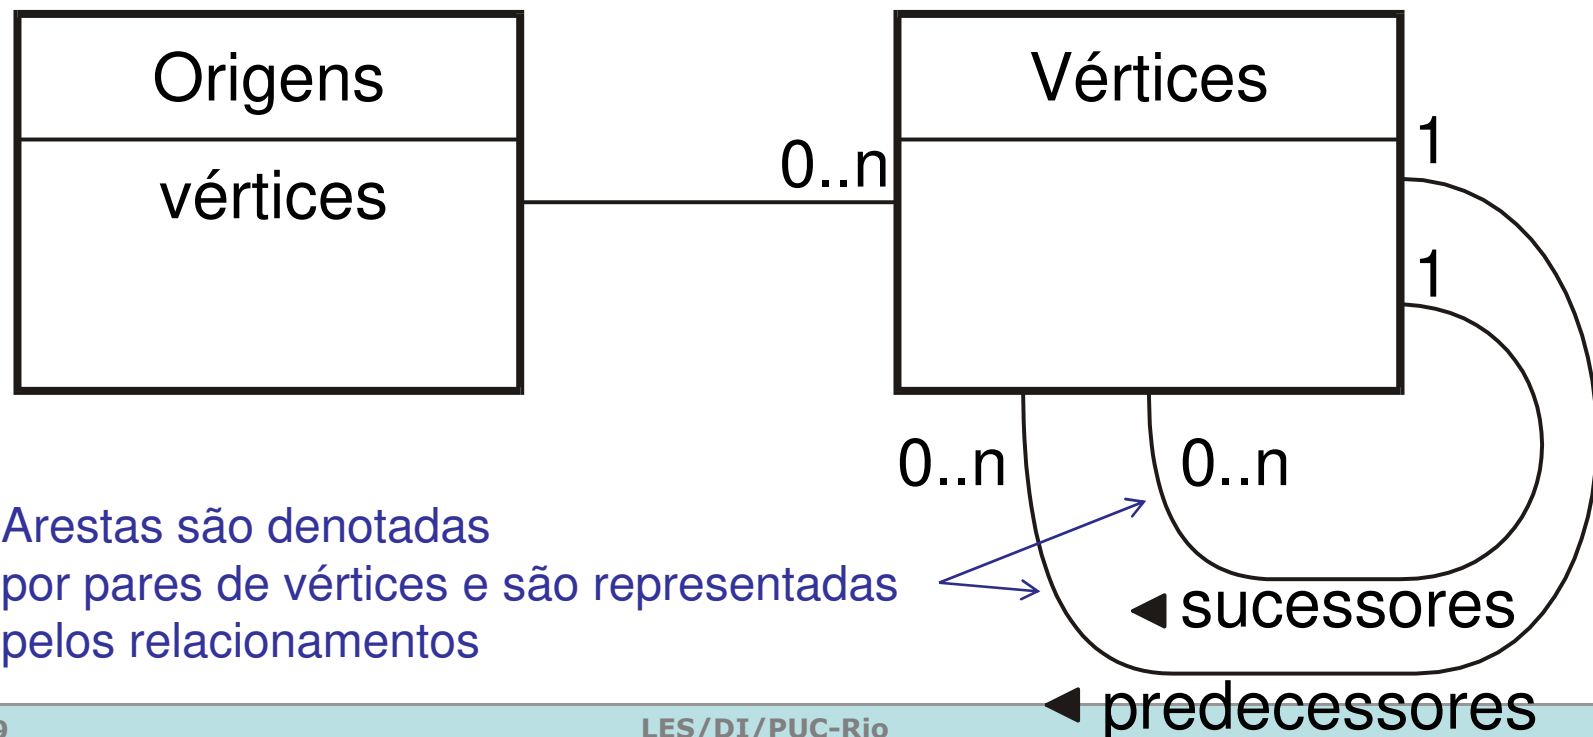 Origens
vértices
0..n
Vértices
1
1
0..n
0..n
Arestas são denotadas
por pares de vértices e são representadas
pelos relacionamentos
sucessores
predecessores
9
LES/DI/PUC-Rio